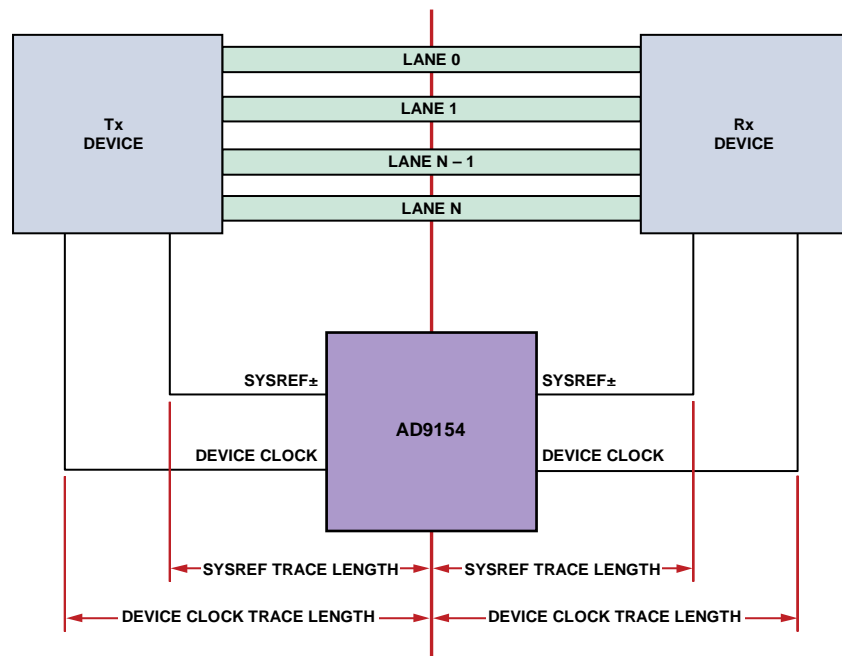 LANE 0
LANE 1
LANE N – 1
LANE N
Tx
DEVICE
Rx
DEVICE
SYSREF±
SYSREF±
AD9154
DEVICE CLOCK
DEVICE CLOCK
SYSREF TRACE LENGTH
SYSREF TRACE LENGTH
DEVICE CLOCK TRACE LENGTH
DEVICE CLOCK TRACE LENGTH